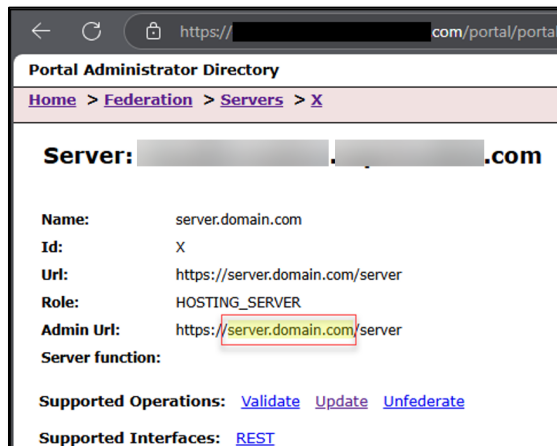 https:// .com/portal/portal
Portal Administrator Directory
Home > Federation > Servers > X
Server: . .com
Name: server.domain.com
Id: X
Url: https://server.domain.com/server
Role: HOSTING_SERVER
Admin Url: https://server.domain.com/server
Server function:
Supported Operations: Validate Update Unfederate
Supported Interfaces: REST